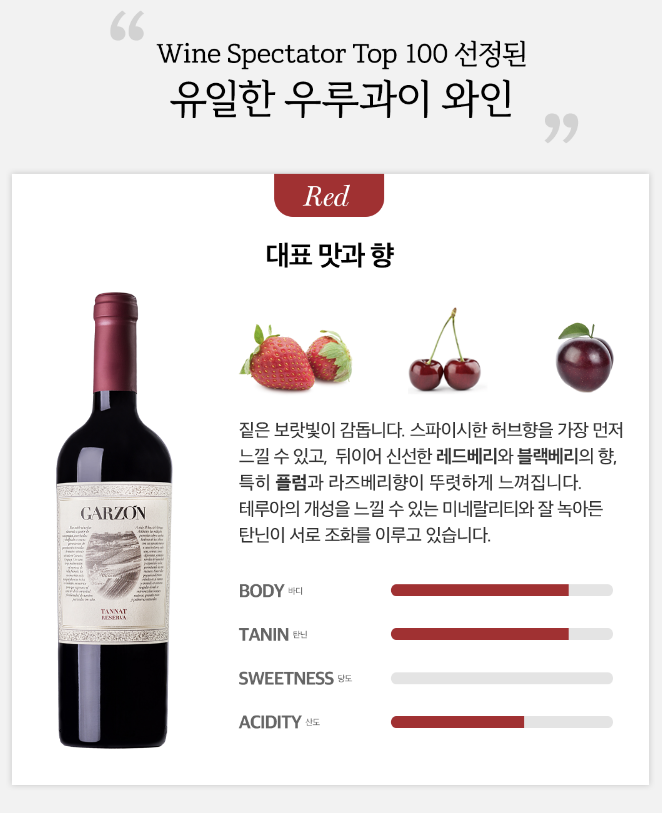 “
Wine Spectator Top 100 선정된
유일한 우루과이 와인
”
Red
대표 맛과 향
짙은 보랏빛이 감돕니다. 스파이시한 허브향을 가장 먼저
느낄 수 있고, 뒤이어 신선한 레드베리와 블랙베리의 향,
특히 플럼과 라즈베리향이 뚜렷하게 느껴집니다.
테루아의 개성을 느낄 수 있는 미네랄리티와 잘 녹아든
탄닌이 서로 조화를 이루고 있습니다.
GARZÓN
TANNAT
RESERVA
BODY 바디
TANIN 탄닌
SWEETNESS 당도
ACIDITY 산도